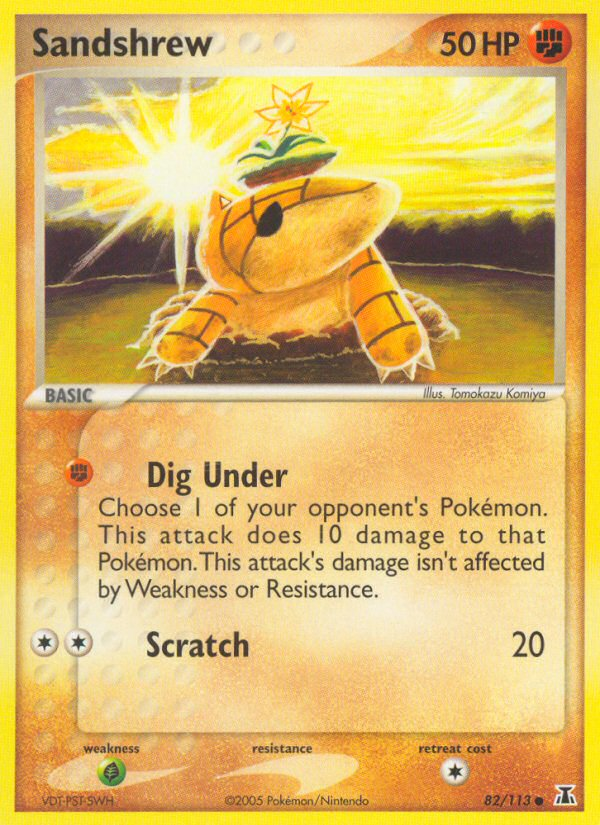 Sandshrew 50 HP
BASIC
Illus. Tomokazu Komiya
Dig Under
Choose 1 of your opponent's Pokémon.
This attack does 10 damage to that
Pokémon. This attack's damage isn't affected
by Weakness or Resistance.
Scratch 20
weakness resistance retreat cost
VDT-PST-SWH ©2005 Pokémon/Nintendo 82/113